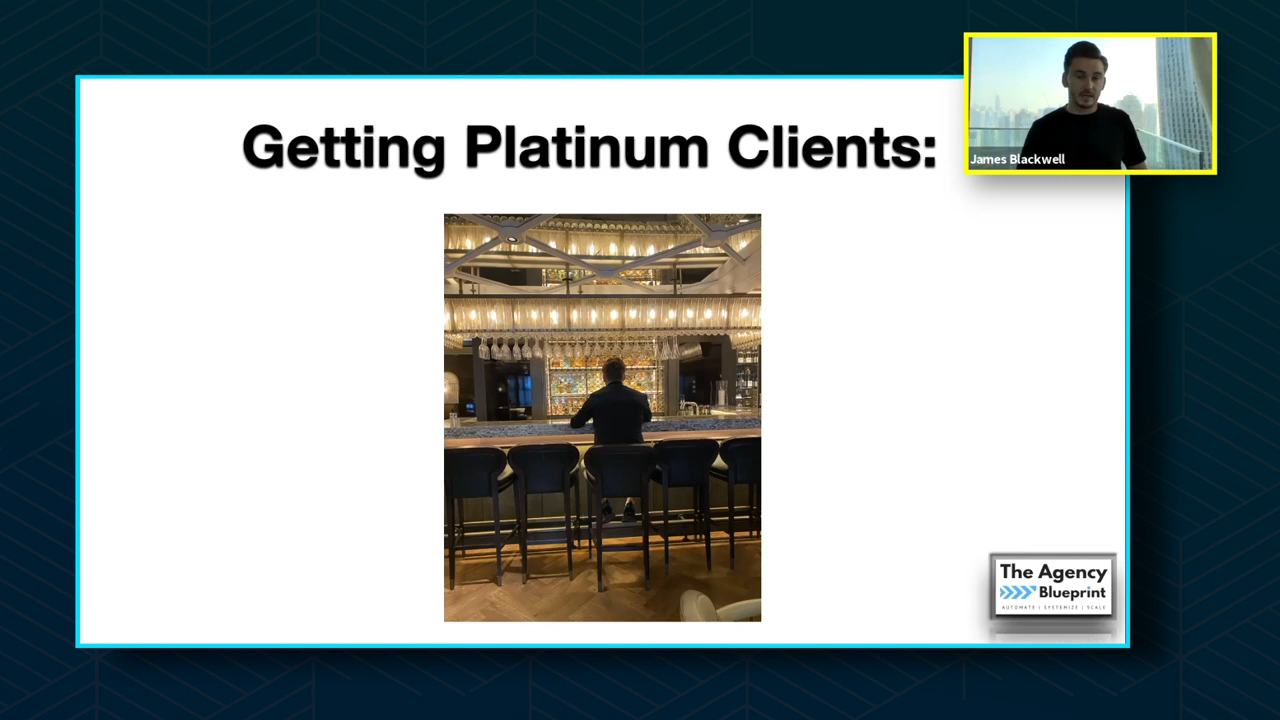 Getting Platinum Clients:
James Blackwell
The Agency
Blueprint
AUTOMATE | SYSTEMIZE | SCALE